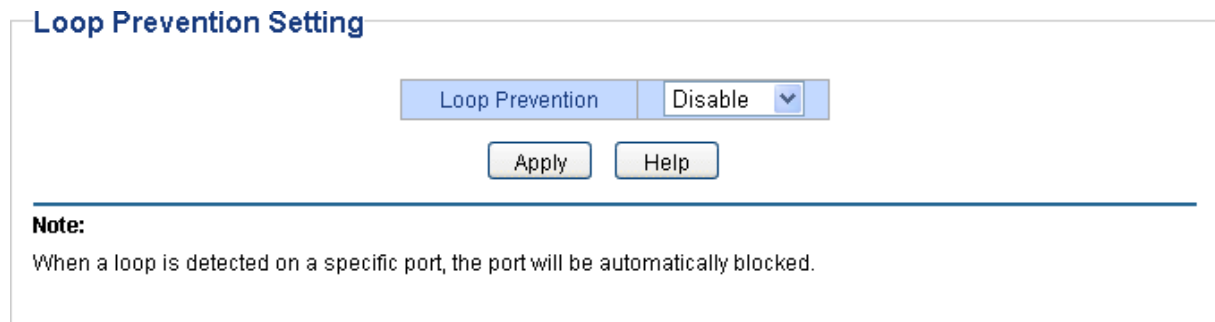 Loop Prevention Setting
Loop Prevention Disable
Apply Help
Note:
When a loop is detected on a specific port, the port will be automatically blocked.